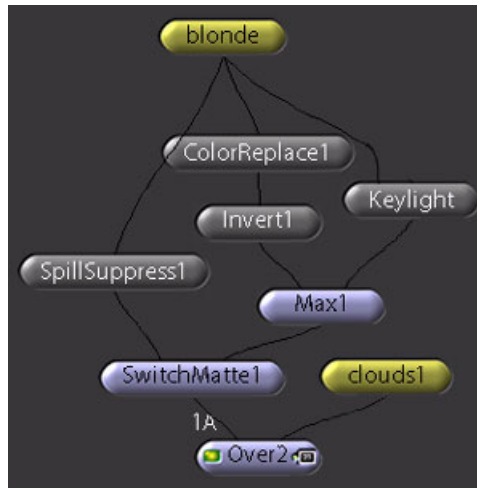 blonde
ColorReplace1
Keylight
Invert1
SpillSuppress1
Max1
SwitchMatte1
clouds1
1A
Over2